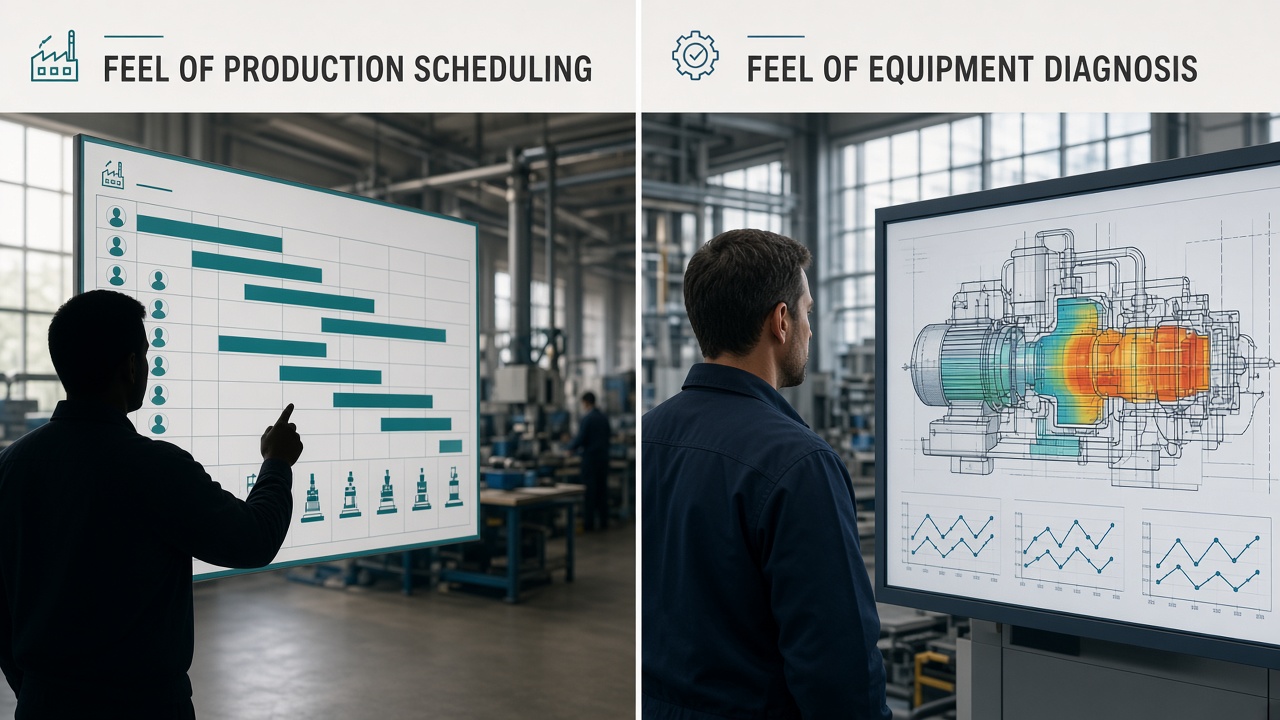 FEEL OF PRODUCTION SCHEDULING
FEEL OF EQUIPMENT DIAGNOSIS